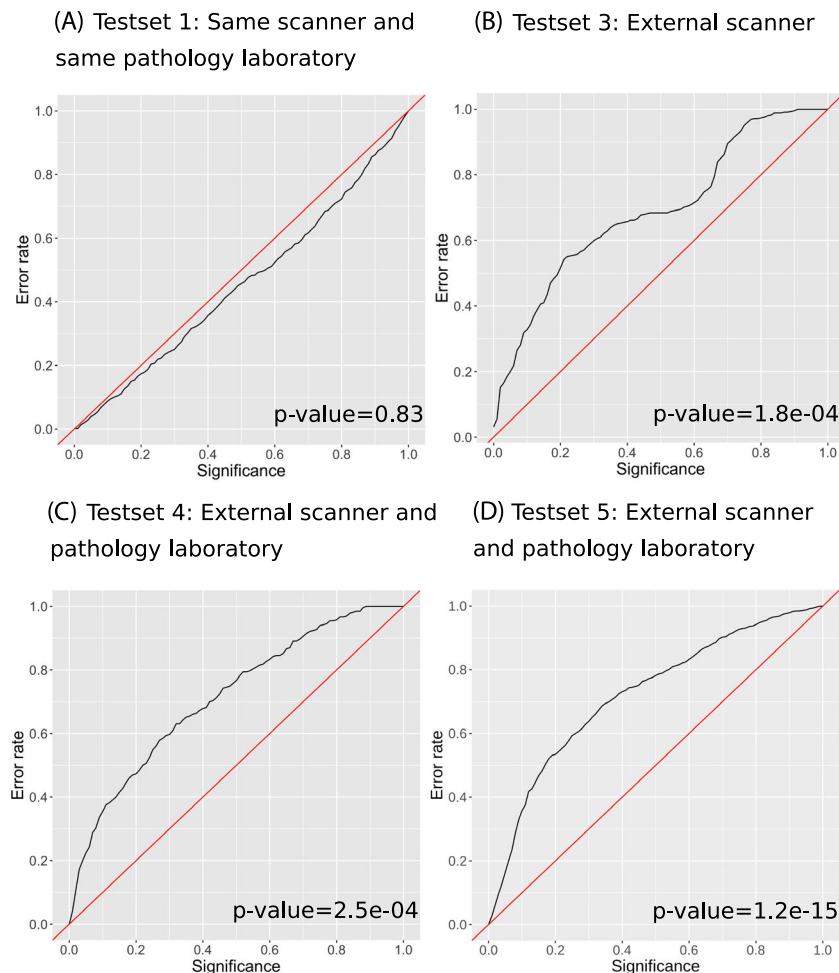 (A) Testset 1: Same scanner and
same pathology laboratory
1.0
0.8
0.6
0.4
0.2
0.0
Error rate
p-value=0.83
0.0 0.2 0.4 0.6 0.8 1.0
Significance
(B) Testset 3: External scanner
1.0
0.8
0.6
0.4
0.2
0.0
Error rate
p-value=1.8e-04
0.0 0.2 0.4 0.6 0.8 1.0
Significance
(C) Testset 4: External scanner and
pathology laboratory
1.0
0.8
0.6
0.4
0.2
0.0
Error rate
p-value=2.5e-04
0.0 0.2 0.4 0.6 0.8 1.0
Significance
(D) Testset 5: External scanner
and pathology laboratory
1.0
0.8
0.6
0.4
0.2
0.0
Error rate
p-value=1.2e-15
0.0 0.2 0.4 0.6 0.8 1.0
Significance